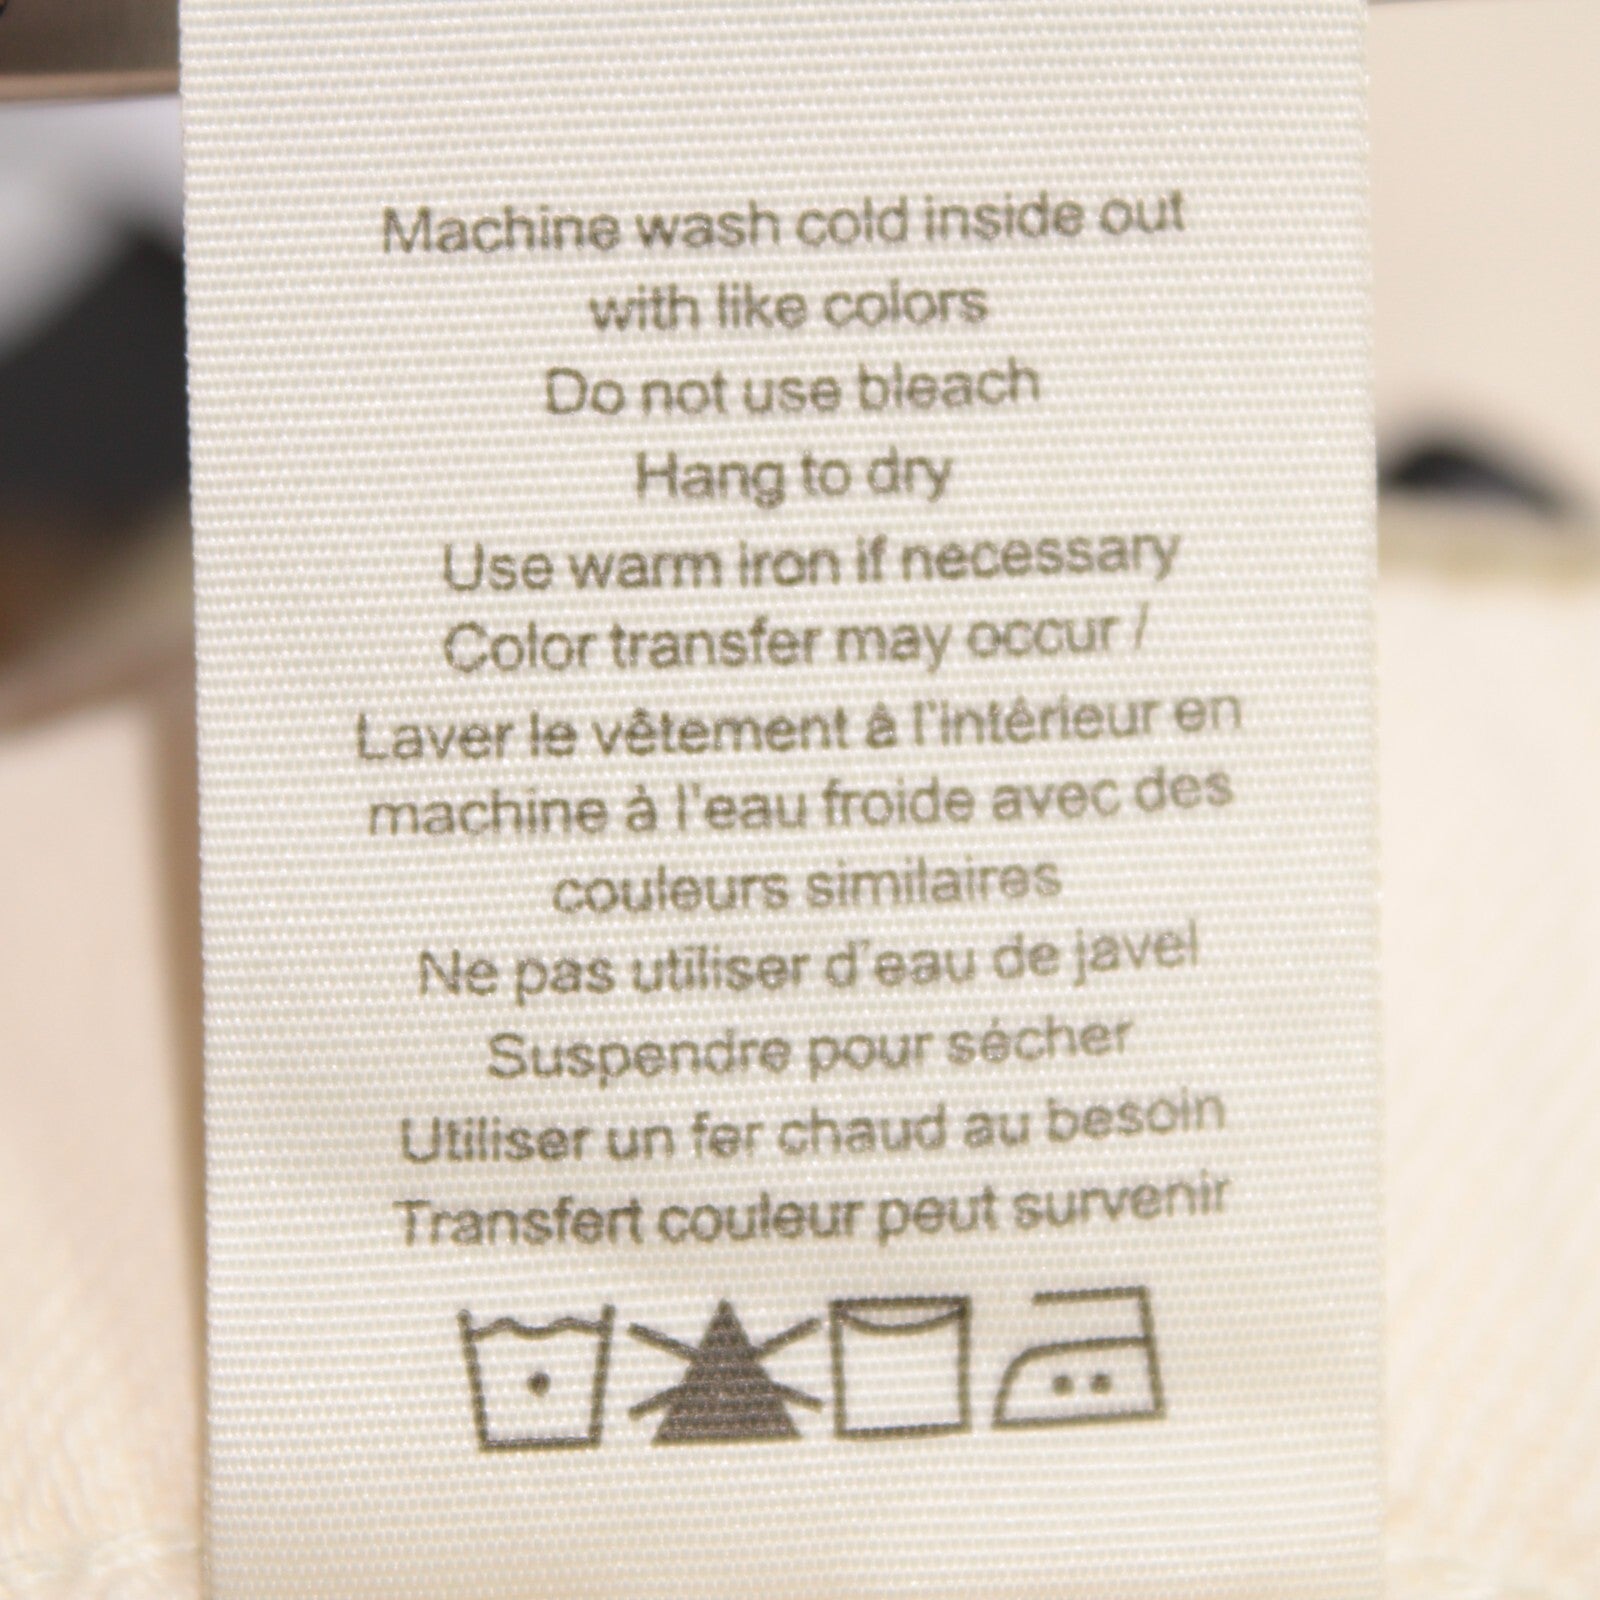 Machine wash cold inside out
with like colors
Do not use bleach
Hang to dry
Use warm iron if necessary
Color transfer may occur /
Laver le vêtement à l'intérieur en
machine à l'eau froide avec des
couleurs similaires
Ne pas utiliser d'eau de javel
Suspendre pour sécher
Utiliser un fer chaud au besoin
Transfert couleur peut survenir